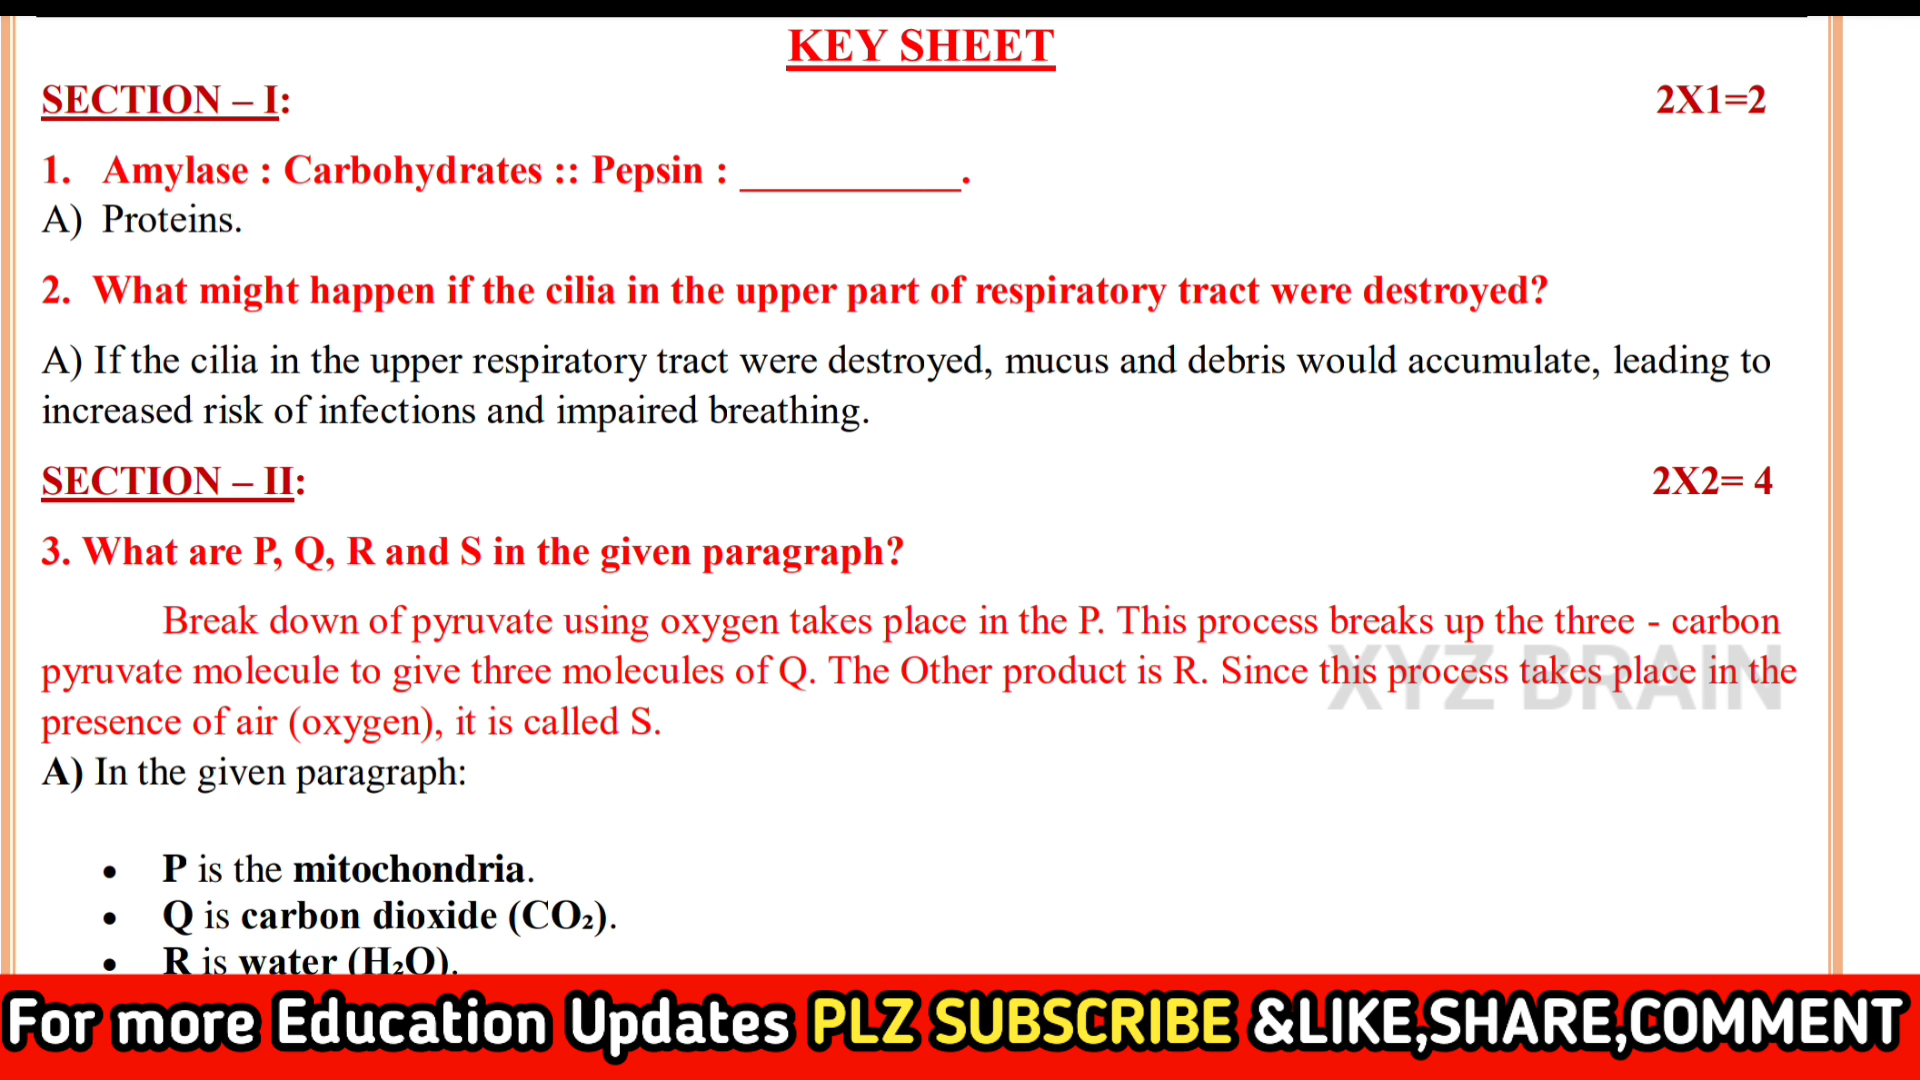 KEY SHEET
SECTION – I: 2X1=2
1. Amylase : Carbohydrates :: Pepsin : ___________.
A) Proteins.
2. What might happen if the cilia in the upper part of respiratory tract were destroyed?
A) If the cilia in the upper respiratory tract were destroyed, mucus and debris would accumulate, leading to
increased risk of infections and impaired breathing.
SECTION – II: 2X2= 4
3. What are P, Q, R and S in the given paragraph?
Break down of pyruvate using oxygen takes place in the P. This process breaks up the three - carbon
pyruvate molecule to give three molecules of Q. The Other product is R. Since this process takes place in the
XYZ BRAIN
presence of air (oxygen), it is called S.
A) In the given paragraph:
• P is the mitochondria.
• Q is carbon dioxide (CO₂).
• R is water (H₂O).
For more Education Updates PLZ SUBSCRIBE &LIKE,SHARE,COMMENT